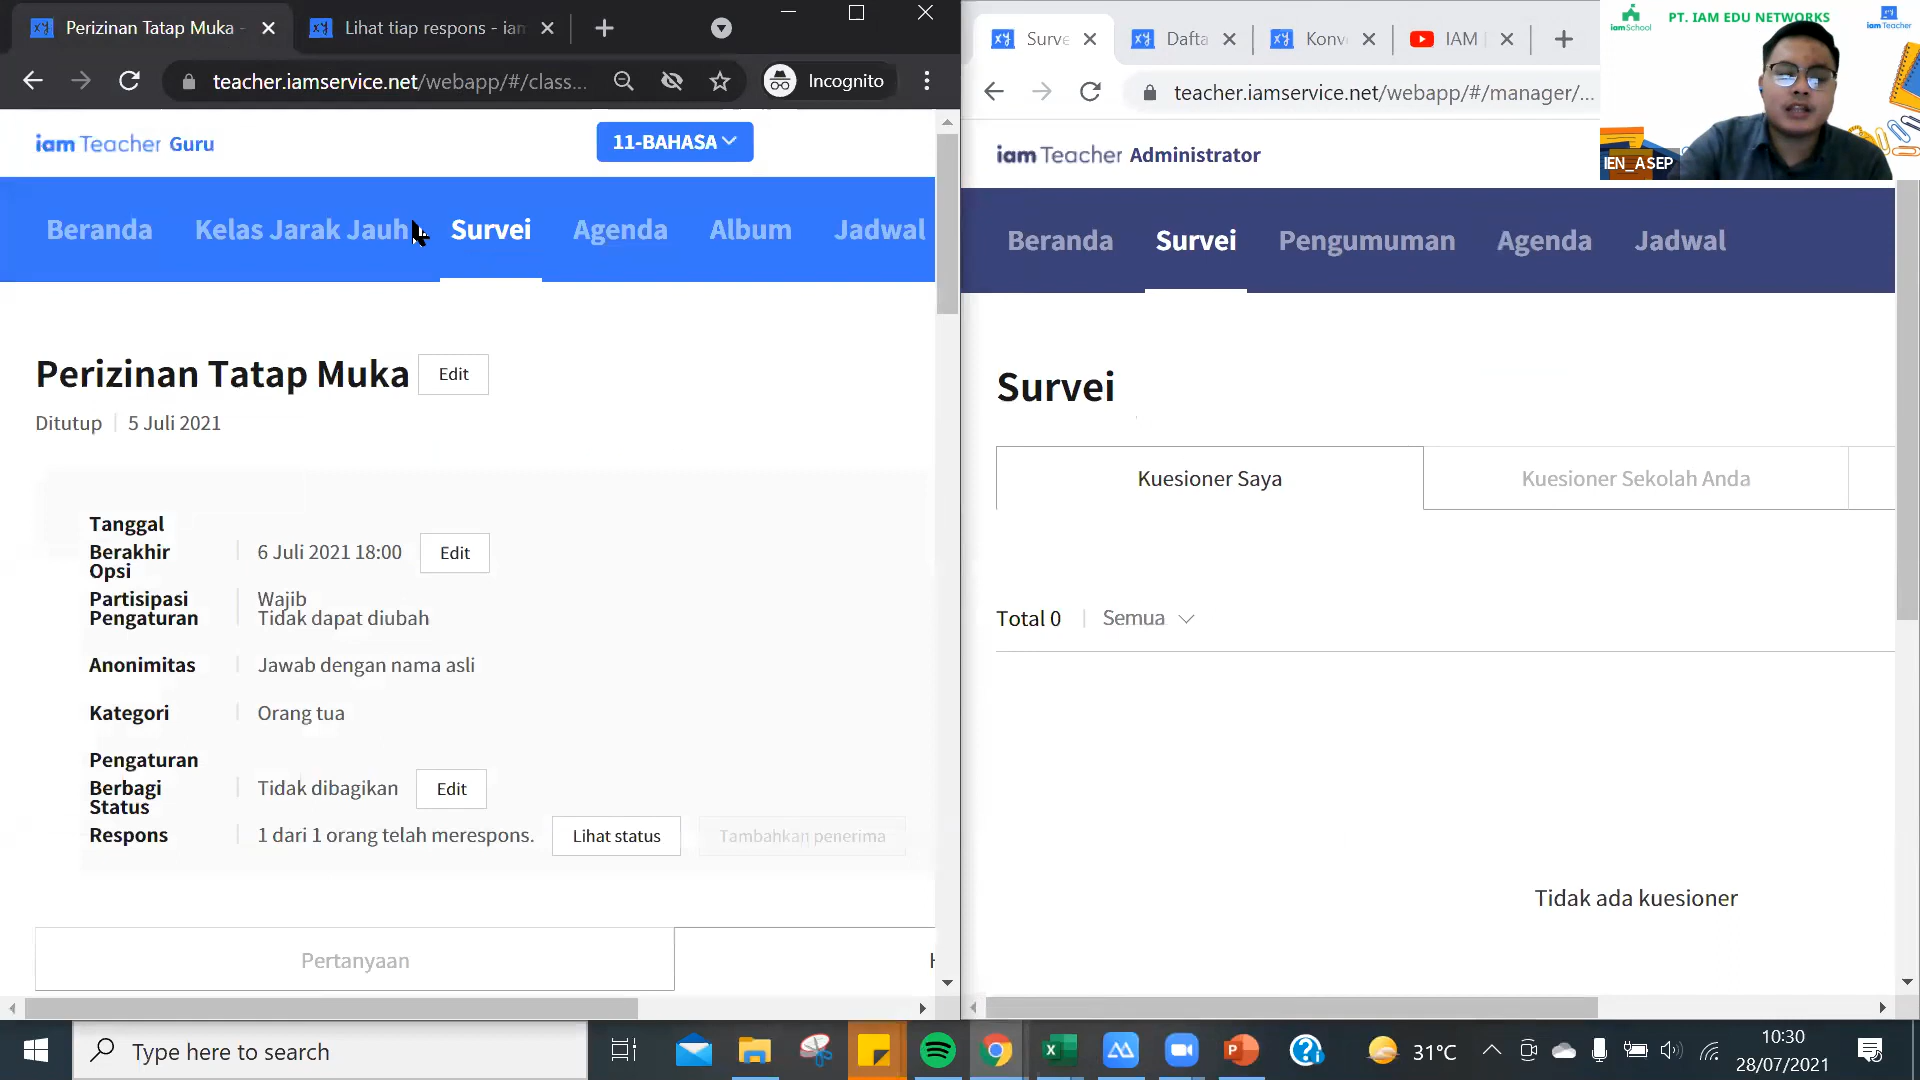 Perizinan Tatap Muka -
Lihat tiap respons - iam
teacher.iamservice.net/webapp/#/class...
Incognito
iam Teacher Guru
11-BAHASA
Beranda
Kelas Jarak Jauh
Survei
Agenda
Album
Jadwal
Perizinan Tatap Muka
Edit
Ditutup
5 Juli 2021
Tanggal
Berakhir
6 Juli 2021 18:00
Edit
Opsi
Partisipasi
Wajib
Pengaturan
Tidak dapat diubah
Anonimitas
Jawab dengan nama asli
Kategori
Orang tua
Pengaturan
Berbagi
Tidak dibagikan
Edit
Status
Respons
1 dari 1 orang telah merespons.
Lihat status
Tambahkan penerima
Pertanyaan
Surve
Dafta
Konv
IAM
teacher.iamservice.net/webapp/#/manager/...
iam Teacher Administrator
Beranda
Survei
Pengumuman
Agenda
Jadwal
Survei
Kuesioner Saya
Kuesioner Sekolah Anda
Total 0
Semua
Tidak ada kuesioner
iamSchool
PT. IAM EDU NETWORKS
iamTeacher
IEN_ASEP
Type here to search
31°C
10:30
28/07/2021